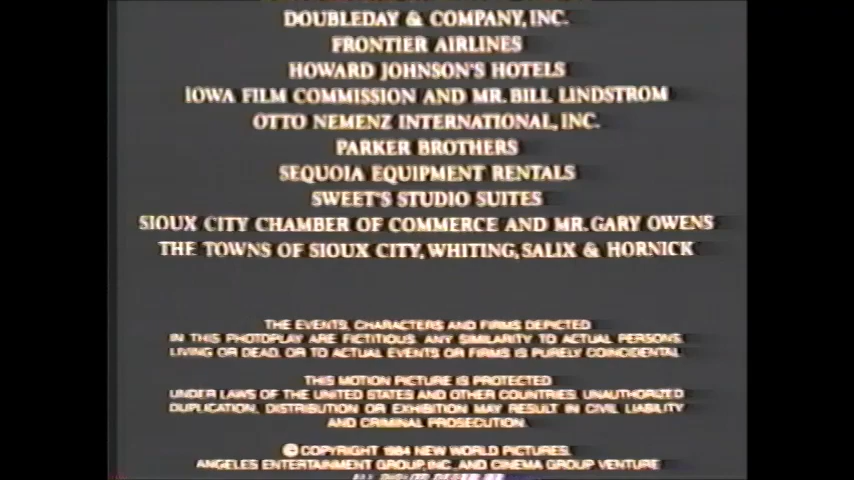 DOUBLEDAY & COMPANY, INC.
FRONTIER AIRLINES
HOWARD JOHNSON'S HOTELS
IOWA FILM COMMISSION AND MR. BILL LINDSTROM
OTTO NEMENZ INTERNATIONAL, INC.
PARKER BROTHERS
SEQUOIA EQUIPMENT RENTALS
SWEET'S STUDIO SUITES
SIOUX CITY CHAMBER OF COMMERCE AND MR. GARY OWENS
THE TOWNS OF SIOUX CITY, WHITING, SALIX & HORNICK
THE EVENTS, CHARACTERS AND FIRMS DEPICTED
IN THIS PHOTOPLAY ARE FICTITIOUS. ANY SIMILARITY TO ACTUAL PERSONS,
LIVING OR DEAD, OR TO ACTUAL EVENTS OR FIRMS IS PURELY COINCIDENTAL.
THIS MOTION PICTURE IS PROTECTED
UNDER LAWS OF THE UNITED STATES AND OTHER COUNTRIES. UNAUTHORIZED
DUPLICATION, DISTRIBUTION OR EXHIBITION MAY RESULT IN CIVIL LIABILITY
AND CRIMINAL PROSECUTION.
© COPYRIGHT 1984 NEW WORLD PICTURES,
ANGELES ENTERTAINMENT GROUP, INC. AND CINEMA GROUP VENTURE